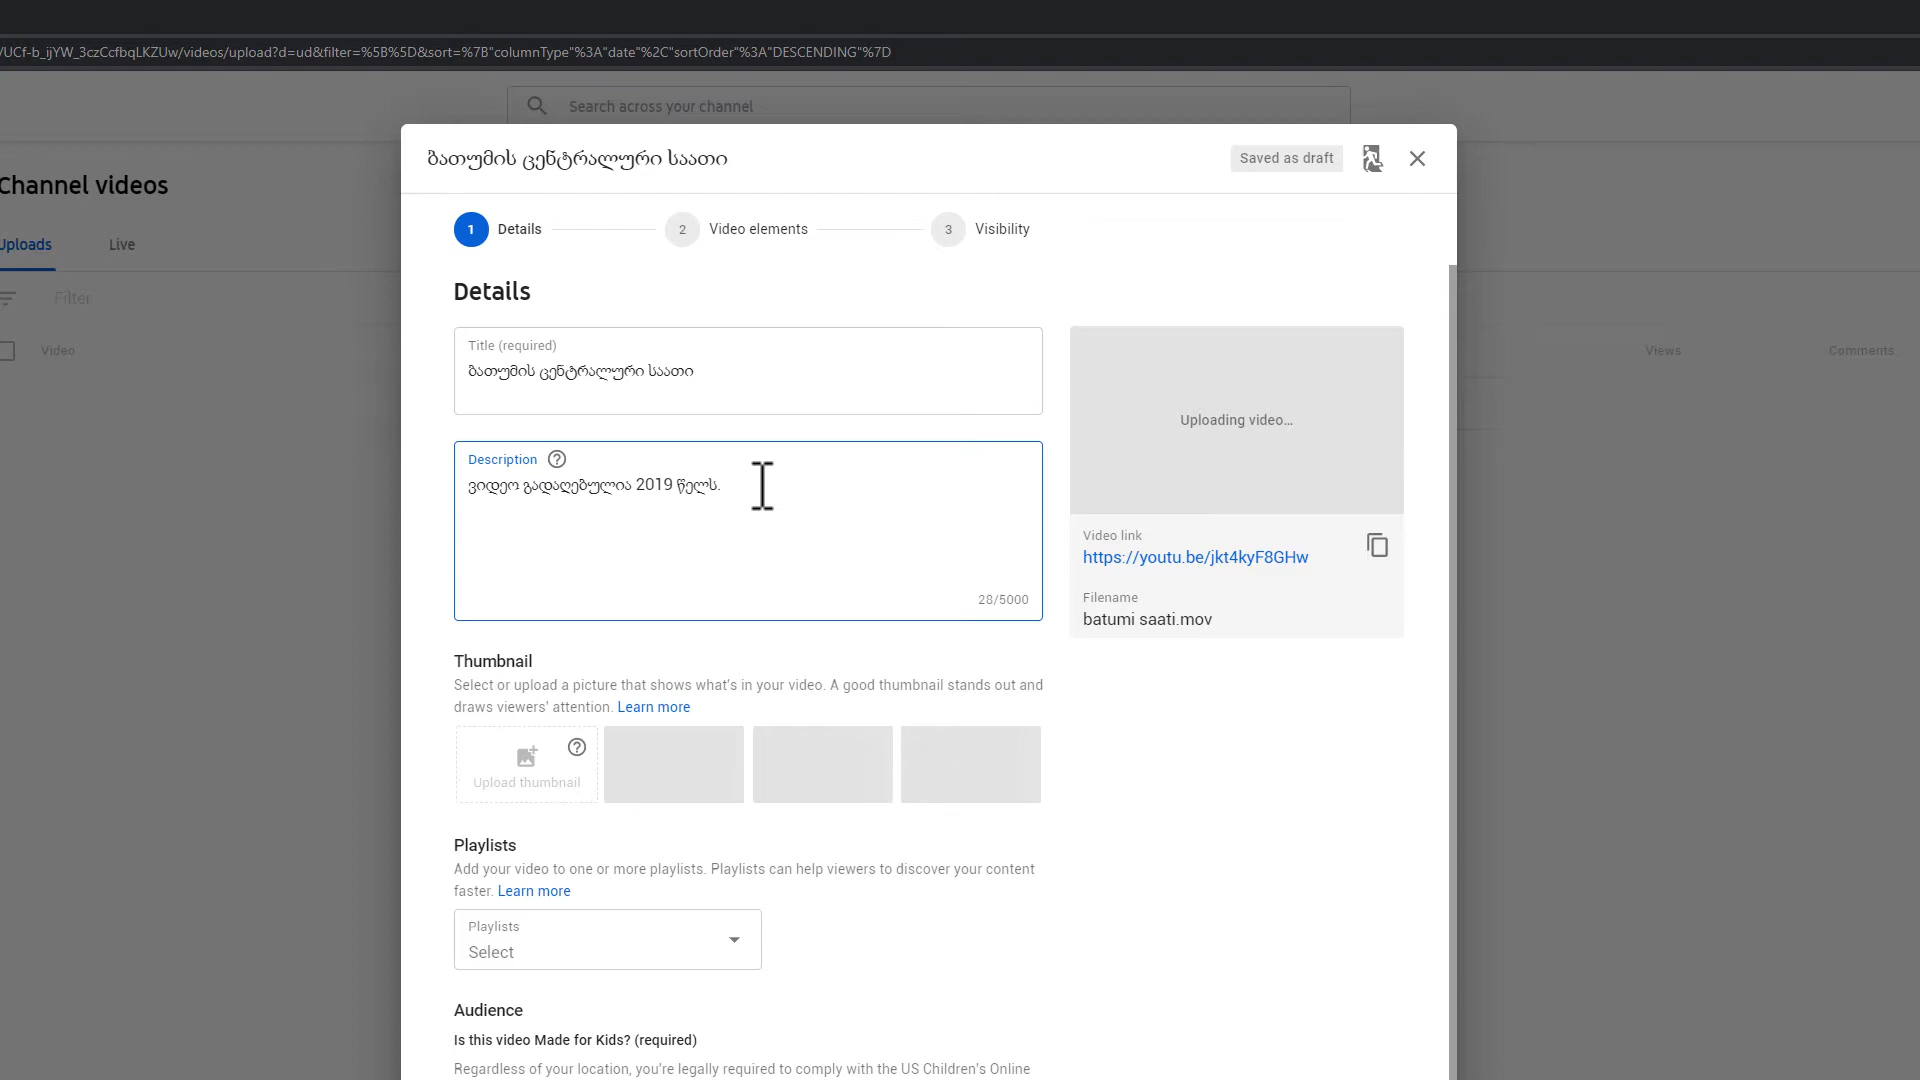 /UCf-b_ijYW_3czCcfbqLKZUw/videos/upload?d=ud&filter=%5B%5D&sort=%7B"columnType"%3A"date"%2C"sortOrder"%3A"DESCENDING"%7D
Search across your channel
ბათუმის ცენტრალური საათი
Saved as draft
Channel videos
1 Details
2 Video elements
3 Visibility
Uploads
Live
Details
Filter
Title (required)
ბათუმის ცენტრალური საათი
Video
Views
Comments
Uploading video...
Description
ვიდეო გადაღებულია 2019 წელს.
28/5000
Video link
https://youtu.be/jkt4kyF8GHw
Filename
batumi saati.mov
Thumbnail
Select or upload a picture that shows what's in your video. A good thumbnail stands out and
draws viewers' attention. Learn more
Upload thumbnail
Playlists
Add your video to one or more playlists. Playlists can help viewers to discover your content
faster. Learn more
Playlists
Select
Audience
Is this video Made for Kids? (required)
Regardless of your location, you're legally required to comply with the US Children's Online